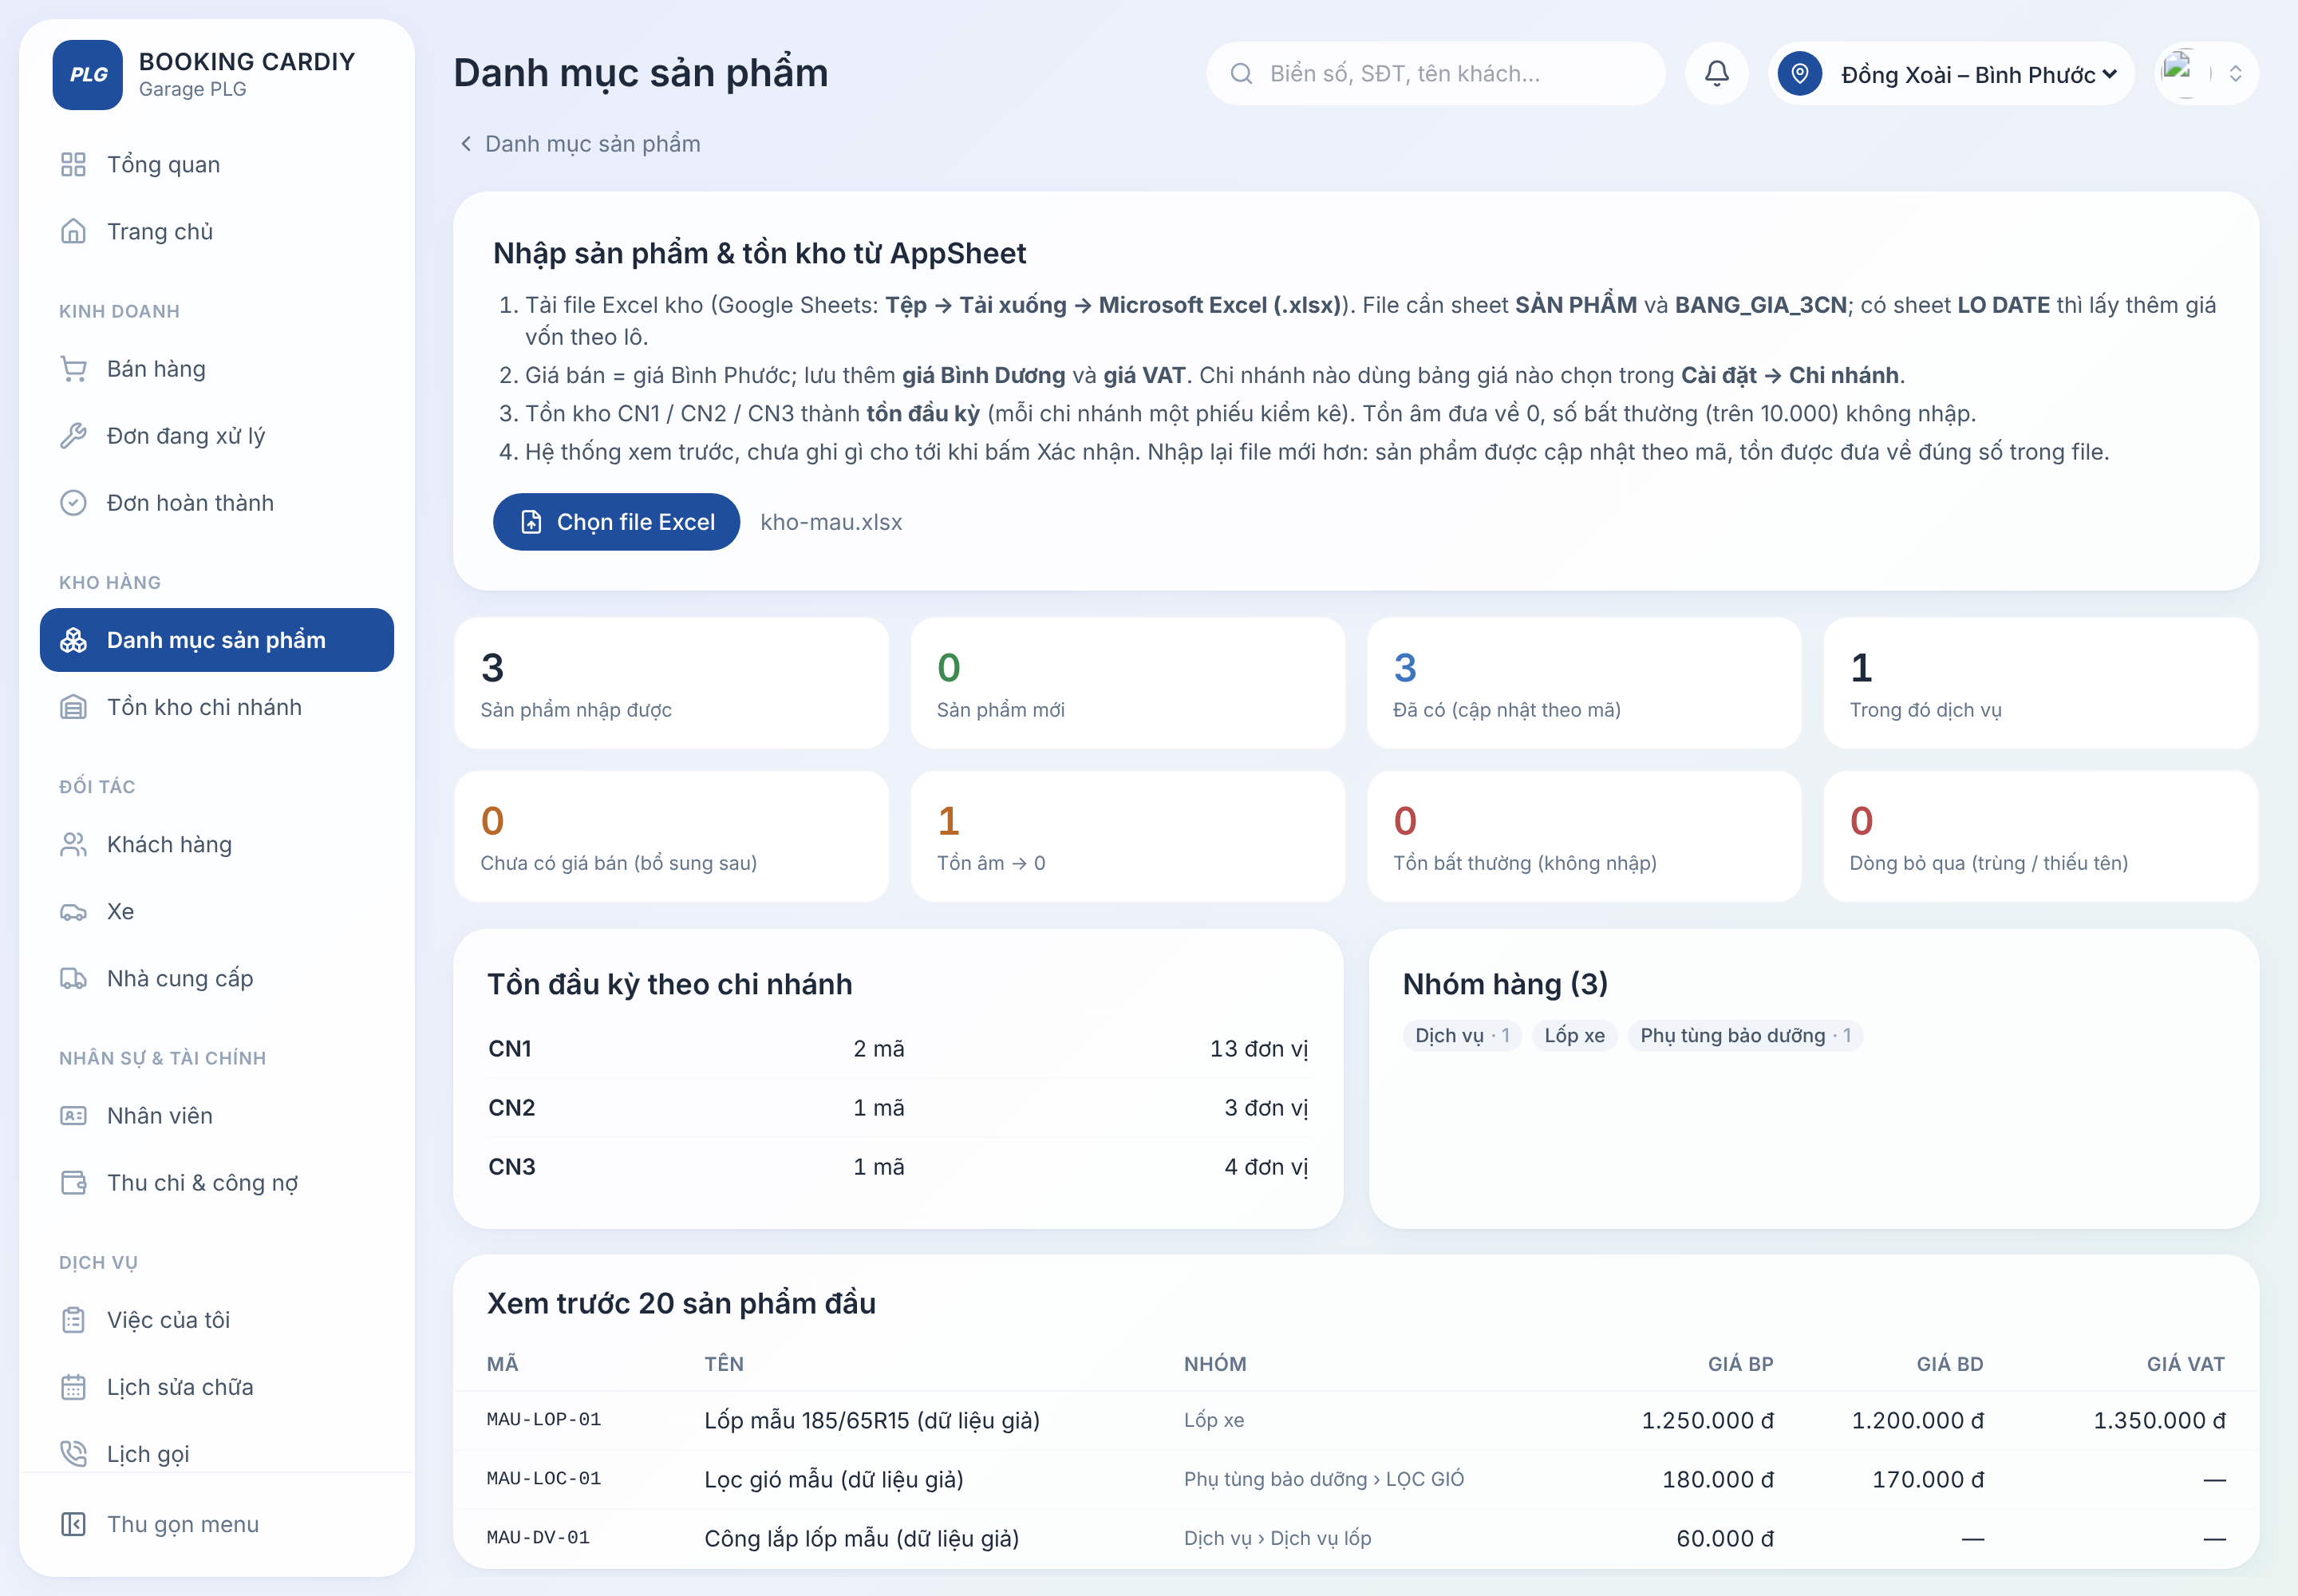 PLG
BOOKING CARDIY
Garage PLG
Tổng quan
Trang chủ
KINH DOANH
Bán hàng
Đơn đang xử lý
Đơn hoàn thành
KHO HÀNG
Danh mục sản phẩm
Tồn kho chi nhánh
ĐỐI TÁC
Khách hàng
Xe
Nhà cung cấp
NHÂN SỰ & TÀI CHÍNH
Nhân viên
Thu chi & công nợ
DỊCH VỤ
Việc của tôi
Lịch sửa chữa
Lịch gọi
Thu gọn menu
Danh mục sản phẩm
Biển số, SĐT, tên khách...
Đồng Xoài – Bình Phước
Danh mục sản phẩm
Nhập sản phẩm & tồn kho từ AppSheet
1. Tải file Excel kho (Google Sheets: Tệp → Tải xuống → Microsoft Excel (.xlsx)). File cần sheet SẢN PHẨM và BANG_GIA_3CN; có sheet LO DATE thì lấy thêm giá
vốn theo lô.
2. Giá bán = giá Bình Phước; lưu thêm giá Bình Dương và giá VAT. Chi nhánh nào dùng bảng giá nào chọn trong Cài đặt → Chi nhánh.
3. Tồn kho CN1 / CN2 / CN3 thành tồn đầu kỳ (mỗi chi nhánh một phiếu kiểm kê). Tồn âm đưa về 0, số bất thường (trên 10.000) không nhập.
4. Hệ thống xem trước, chưa ghi gì cho tới khi bấm Xác nhận. Nhập lại file mới hơn: sản phẩm được cập nhật theo mã, tồn được đưa về đúng số trong file.
Chọn file Excel kho-mau.xlsx
3
Sản phẩm nhập được
0
Sản phẩm mới
3
Đã có (cập nhật theo mã)
1
Trong đó dịch vụ
0
Chưa có giá bán (bổ sung sau)
1
Tồn âm → 0
0
Tồn bất thường (không nhập)
0
Dòng bỏ qua (trùng / thiếu tên)
Tồn đầu kỳ theo chi nhánh
CN1 2 mã 13 đơn vị
CN2 1 mã 3 đơn vị
CN3 1 mã 4 đơn vị
Nhóm hàng (3)
Dịch vụ · 1 Lốp xe Phụ tùng bảo dưỡng · 1
Xem trước 20 sản phẩm đầu
MÃ TÊN NHÓM GIÁ BP GIÁ BD GIÁ VAT
MAU-LOP-01 Lốp mẫu 185/65R15 (dữ liệu giả) Lốp xe 1.250.000 đ 1.200.000 đ 1.350.000 đ
MAU-LOC-01 Lọc gió mẫu (dữ liệu giả) Phụ tùng bảo dưỡng › LỌC GIÓ 180.000 đ 170.000 đ —
MAU-DV-01 Công lắp lốp mẫu (dữ liệu giả) Dịch vụ › Dịch vụ lốp 60.000 đ — —